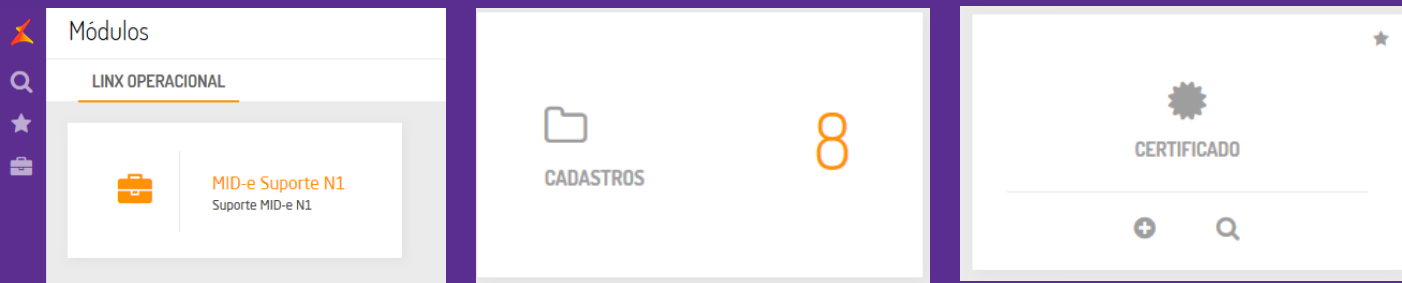 Módulos
LINX OPERACIONAL
MID-e Suporte N1
Suporte MID-e N1
CADASTROS
8
CERTIFICADO